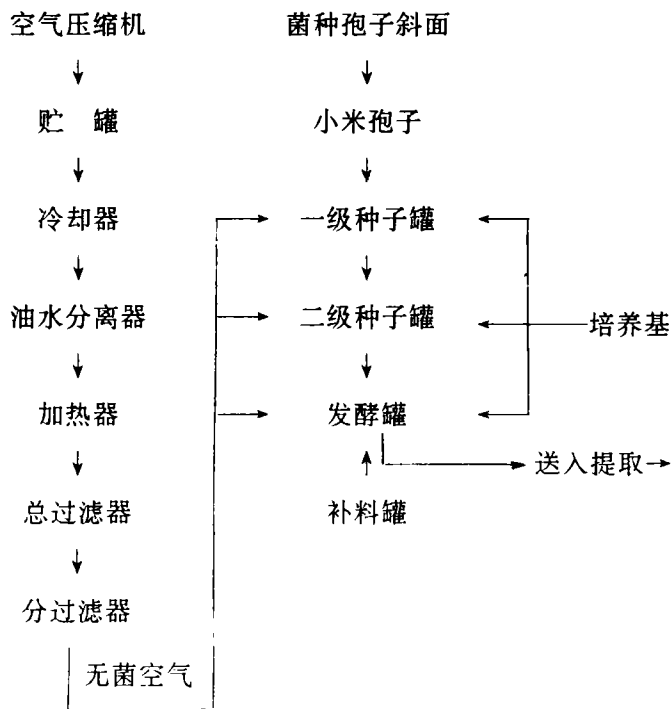 空气压缩机
贮 罐
冷却器
油水分离器
加热器
总过滤器
分过滤器
无菌空气
菌种孢子斜面
小米孢子
一级种子罐
二级种子罐
发酵罐
补料罐
培养基
送入提取